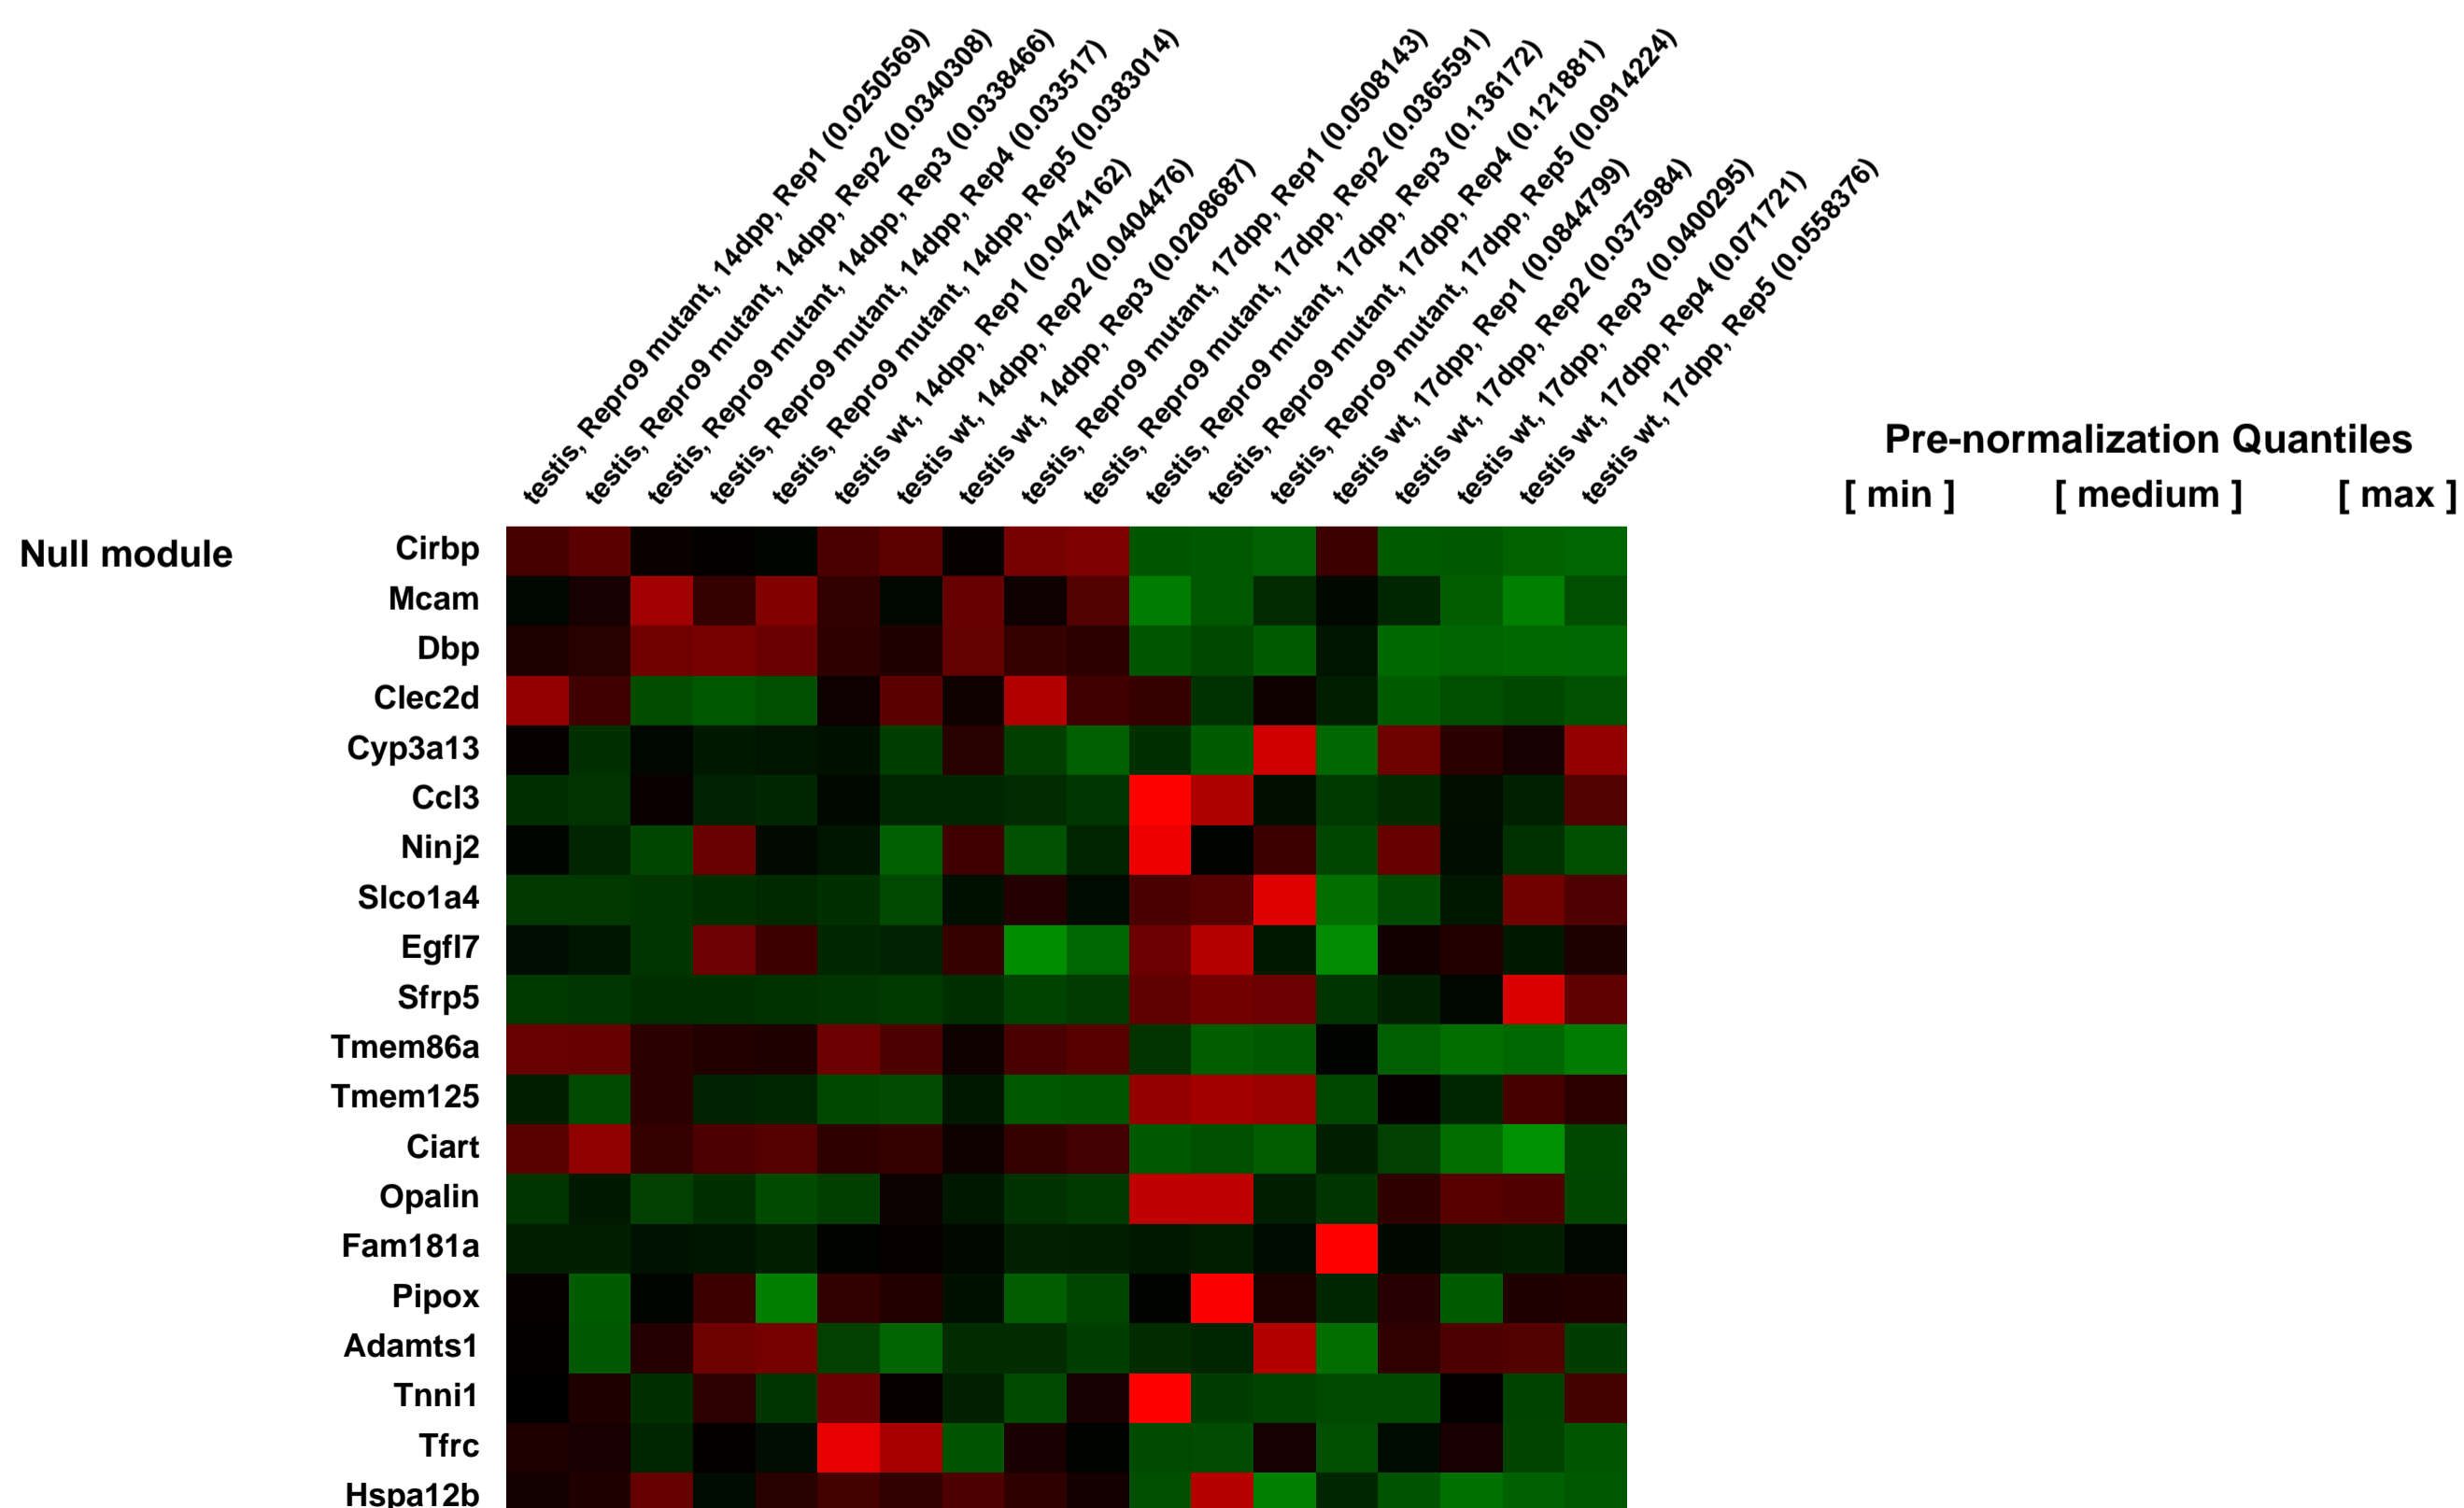 testis, Repro9 mutant, 14dpp, Rep1 (0.0250569)
testis, Repro9 mutant, 14dpp, Rep2 (0.0340308)
testis, Repro9 mutant, 14dpp, Rep3 (0.0338466)
testis, Repro9 mutant, 14dpp, Rep4 (0.033517)
testis, Repro9 mutant, 14dpp, Rep5 (0.0383014)
testis wt, 14dpp, Rep1 (0.0474162)
testis wt, 14dpp, Rep2 (0.0404476)
testis wt, 14dpp, Rep3 (0.0208687)
testis, Repro9 mutant, 17dpp, Rep1 (0.0508143)
testis, Repro9 mutant, 17dpp, Rep2 (0.0365591)
testis, Repro9 mutant, 17dpp, Rep3 (0.136172)
testis, Repro9 mutant, 17dpp, Rep4 (0.121881)
testis, Repro9 mutant, 17dpp, Rep5 (0.0914224)
testis wt, 17dpp, Rep1 (0.0844799)
testis wt, 17dpp, Rep2 (0.0375984)
testis wt, 17dpp, Rep3 (0.0400295)
testis wt, 17dpp, Rep4 (0.071721)
testis wt, 17dpp, Rep5 (0.0558376)
Pre-normalization Quantiles
[ min ] [ medium ] [ max ]
Null module
Cirbp
Mcam
Dbp
Clec2d
Cyp3a13
Ccl3
Ninj2
Slco1a4
Egfl7
Sfrp5
Tmem86a
Tmem125
Ciart
Opalin
Fam181a
Pipox
Adamts1
Tnni1
Tfrc
Hspa12b